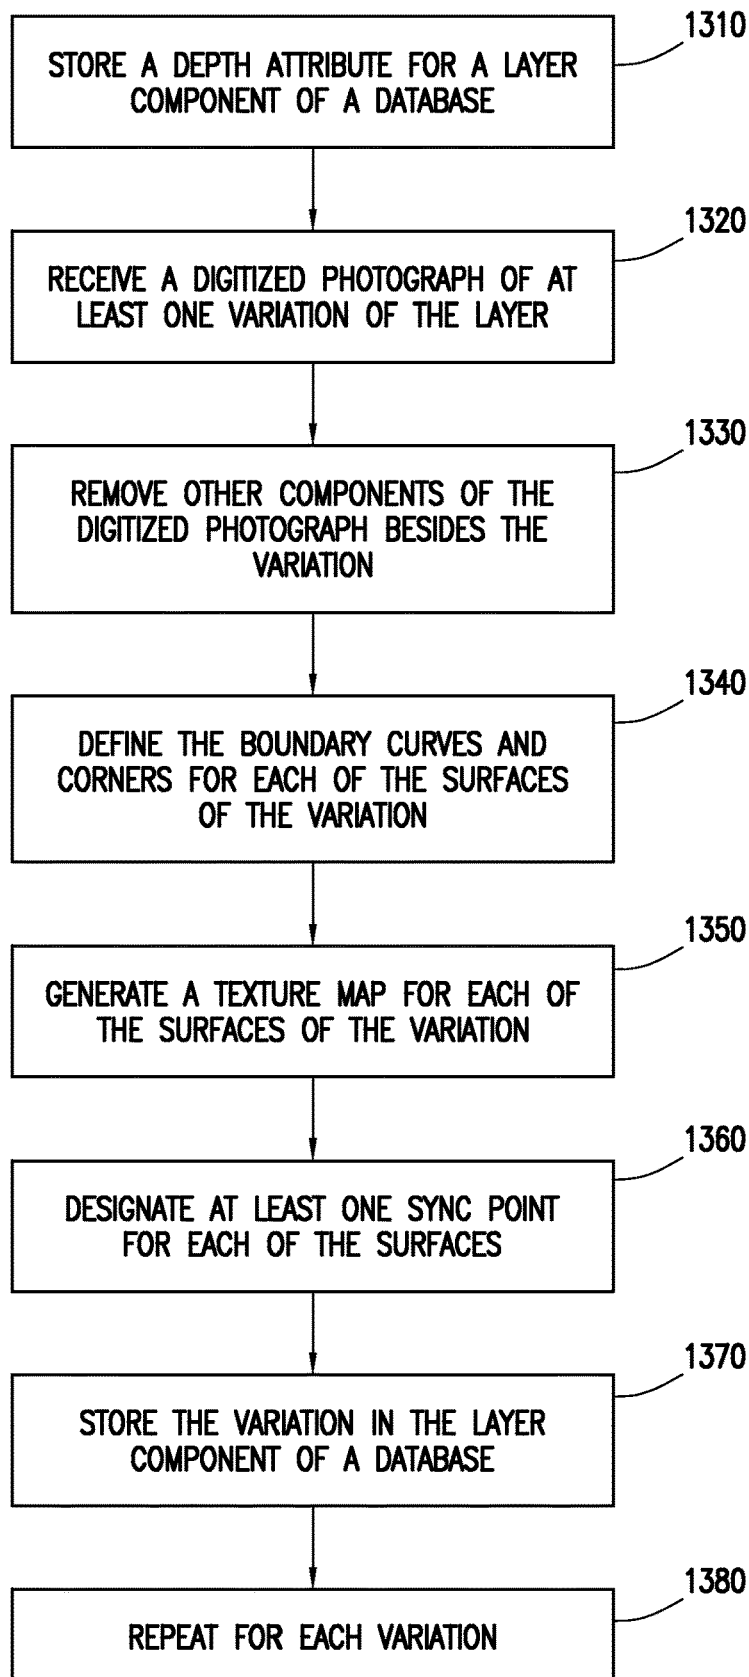 1310
STORE A DEPTH ATTRIBUTE FOR A LAYER
COMPONENT OF A DATABASE
1320
RECEIVE A DIGITIZED PHOTOGRAPH OF AT
LEAST ONE VARIATION OF THE LAYER
1330
REMOVE OTHER COMPONENTS OF THE
DIGITIZED PHOTOGRAPH BESIDES THE
VARIATION
1340
DEFINE THE BOUNDARY CURVES AND
CORNERS FOR EACH OF THE SURFACES
OF THE VARIATION
1350
GENERATE A TEXTURE MAP FOR EACH OF
THE SURFACES OF THE VARIATION
1360
DESIGNATE AT LEAST ONE SYNC POINT
FOR EACH OF THE SURFACES
1370
STORE THE VARIATION IN THE LAYER
COMPONENT OF A DATABASE
1380
REPEAT FOR EACH VARIATION